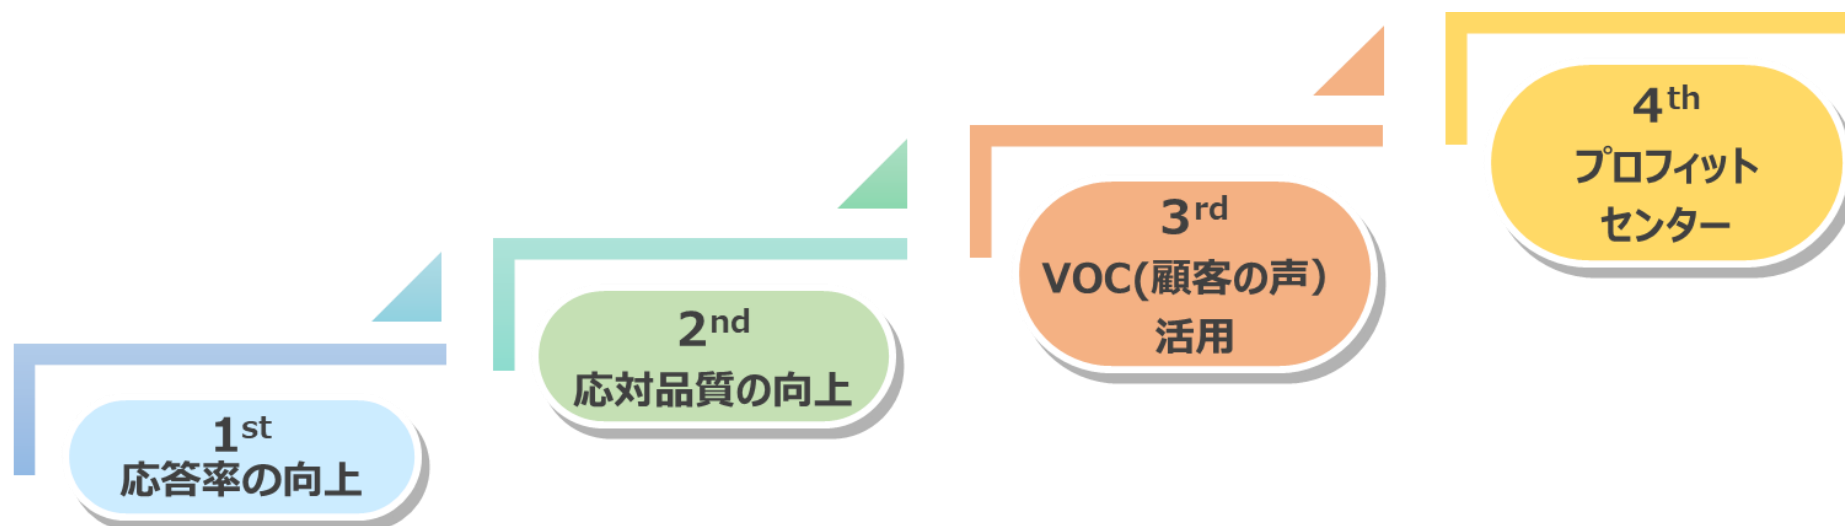 1st
応答率の向上
2nd
応対品質の向上
3rd
VOC(顧客の声）
活用
4th
プロフィット
センター